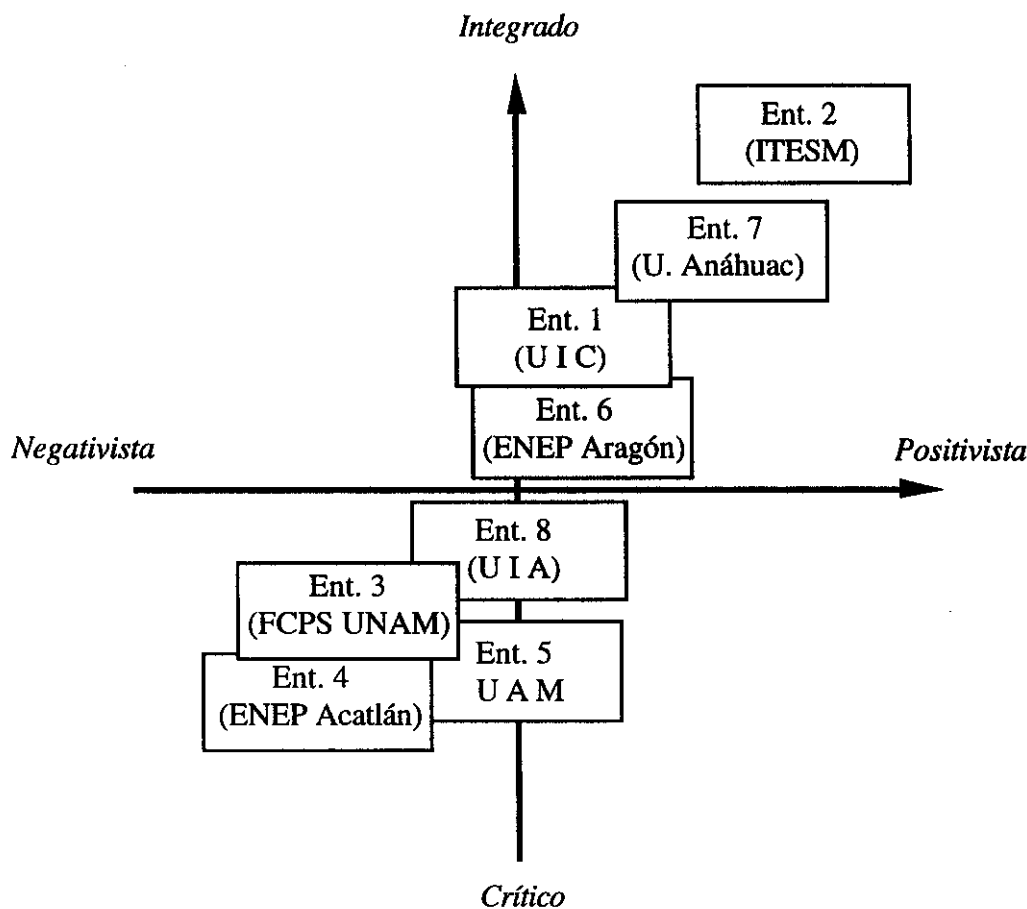 Integrado
Ent. 2
(ITESM)
Ent. 7
(U. Anáhuac)
Ent. 1
(U I C)
Ent. 6
(ENEP Aragón)
Negativista
Positivista
Ent. 8
(U I A)
Ent. 3
(FCPS UNAM)
Ent. 5
U A M
Ent. 4
(ENEP Acatlán)
Crítico